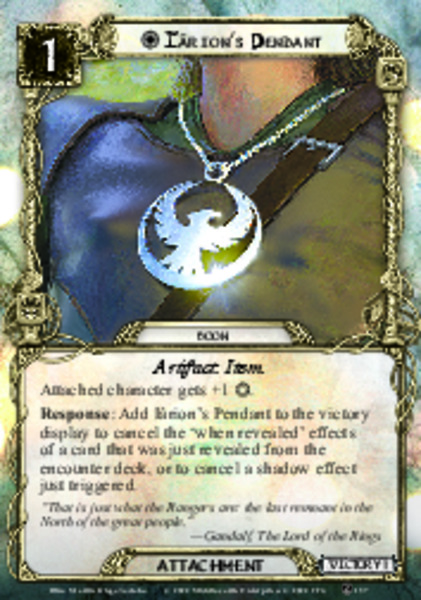 1
Iârion's Pendant
BOON
Artifact. Item.
Attached character gets +1
Response: Add Iârion's Pendant to the victory
display to cancel the "when revealed" effects
of a card that was just revealed from the
encounter deck, or to cancel a shadow effect
just triggered.
"That is just what the Rangers are: the last remnant in the
North of the great people."
—Gandalf, The Lord of the Rings
ATTACHMENT
VICTORY 1